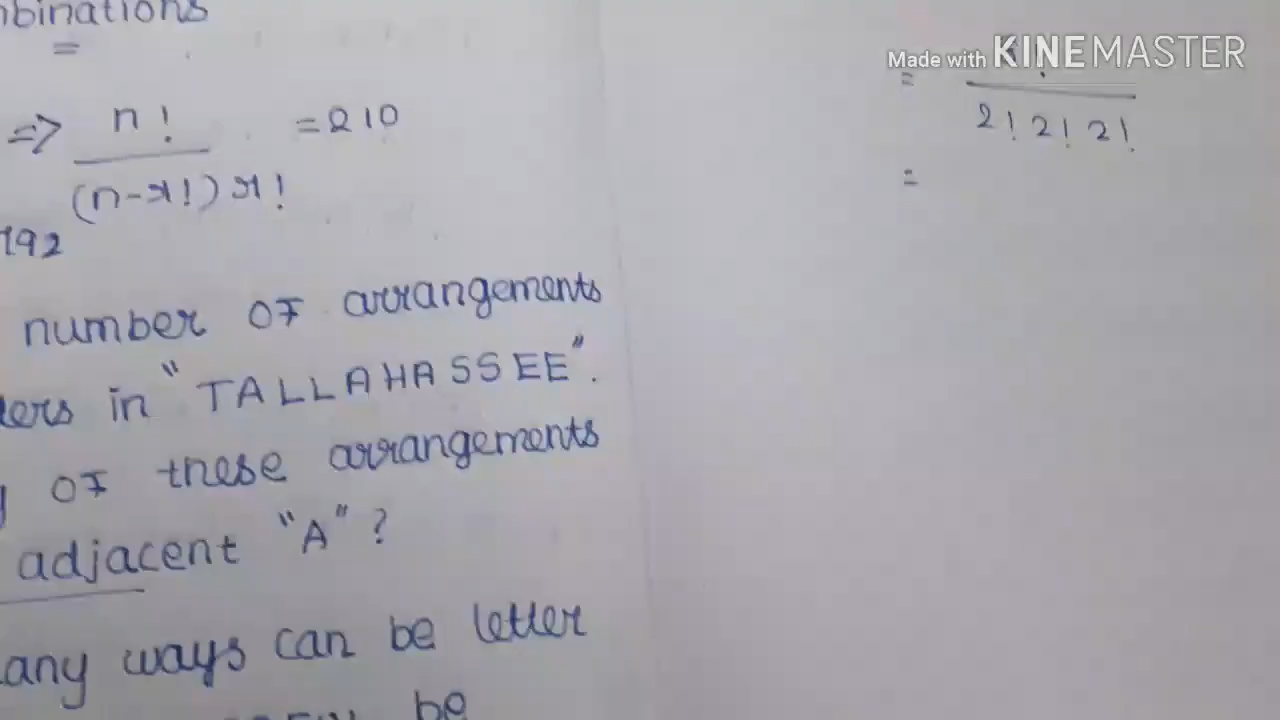 binations
=
=> n!
(n-r!) r!
= 210
192
number of arrangements
ters in "TALLAHASSEE".
of these arrangements
adjacent "A"?
any ways can be letter
be
Made with KINEMASTER
=
2! 2! 2!
=